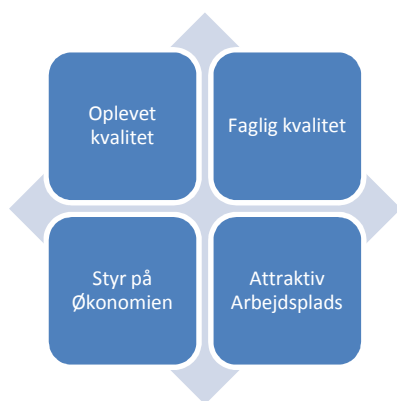 Oplevet
kvalitet
Faglig kvalitet
Styr på
Økonomien
Attraktiv
Arbejdsplads